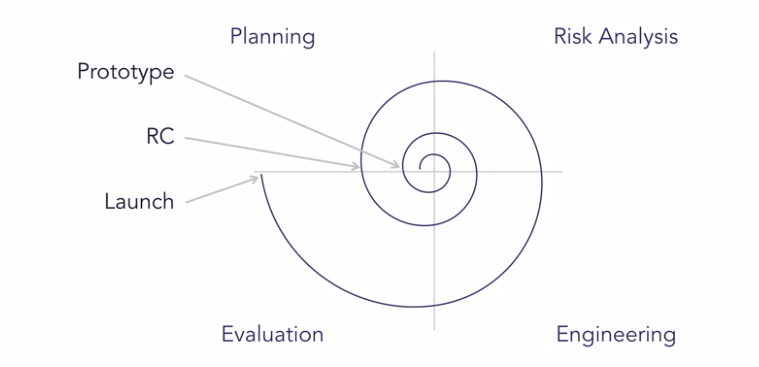 Planning
Risk Analysis
Prototype
RC
Launch
Evaluation
Engineering